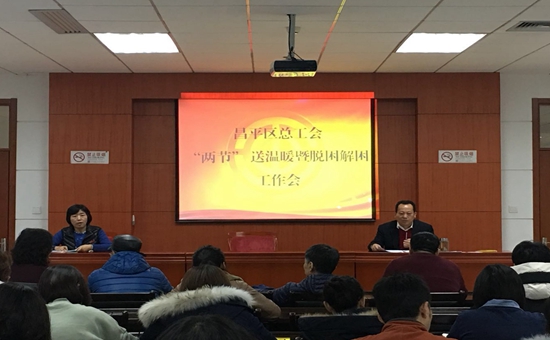 昌平区总工会
“两节”送温暖暨脱困解困
工作会